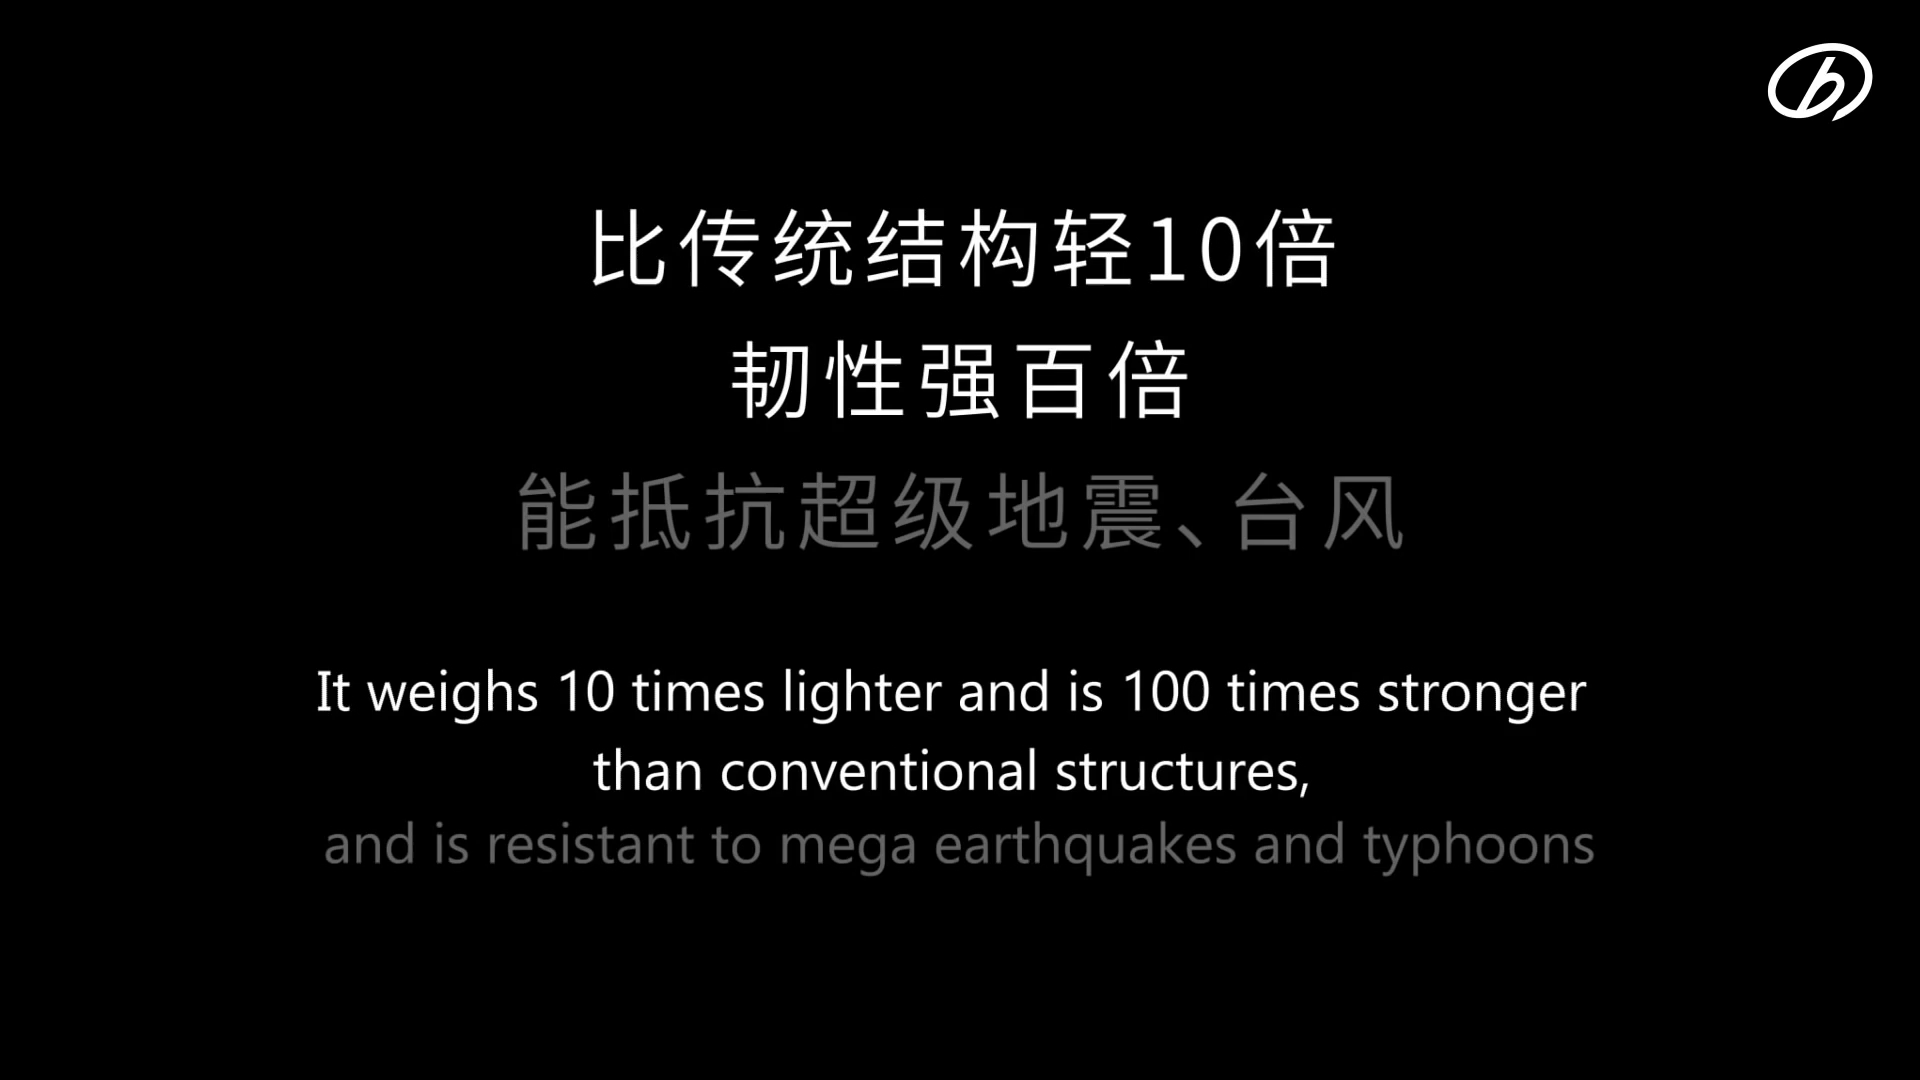 比传统结构轻10倍
韧性强百倍
能抵抗超级地震、台风
It weighs 10 times lighter and is 100 times stronger
than conventional structures,
and is resistant to mega earthquakes and typhoons